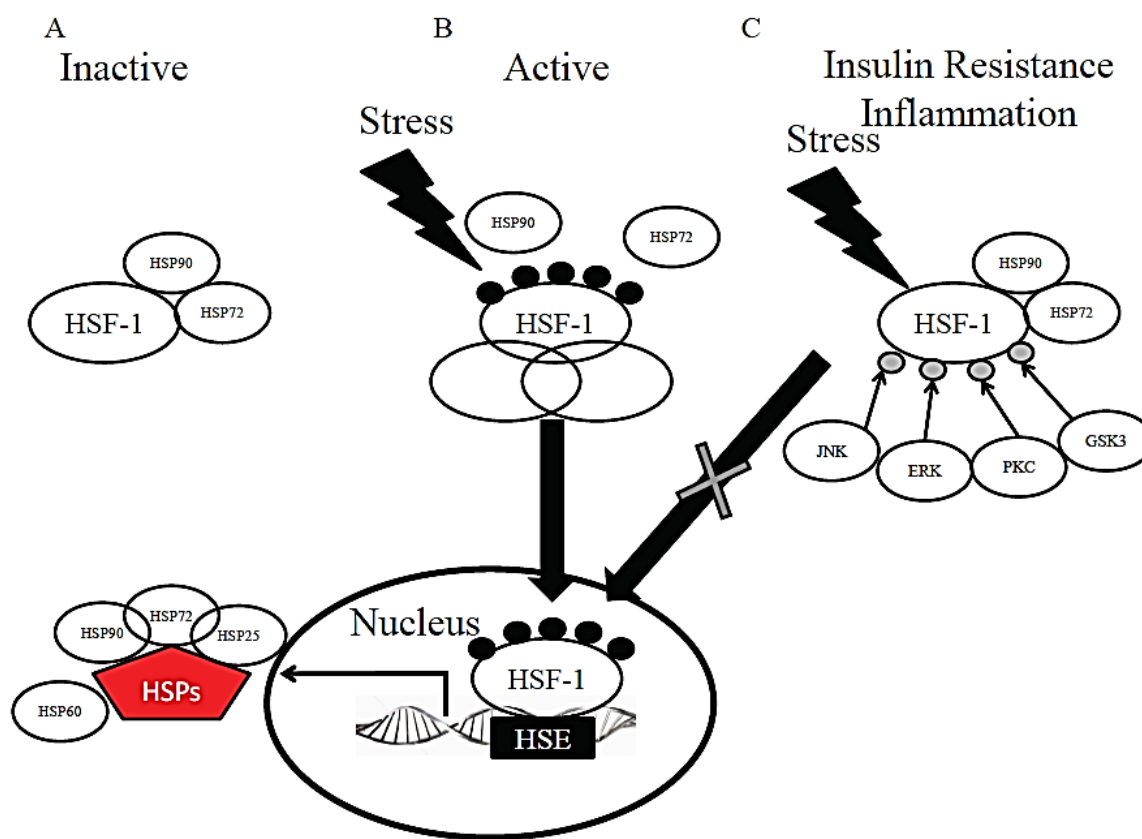 A
Inactive
HSP90
HSF-1
HSP72
B
Active
Stress
HSP90
HSP72
HSF-1
C
Insulin Resistance
Inflammation
Stress
HSP90
HSF-1
HSP72
JNK
ERK
PKC
GSK3
HSP90
HSP72
HSP25
HSPs
HSP60
Nucleus
HSF-1
HSE